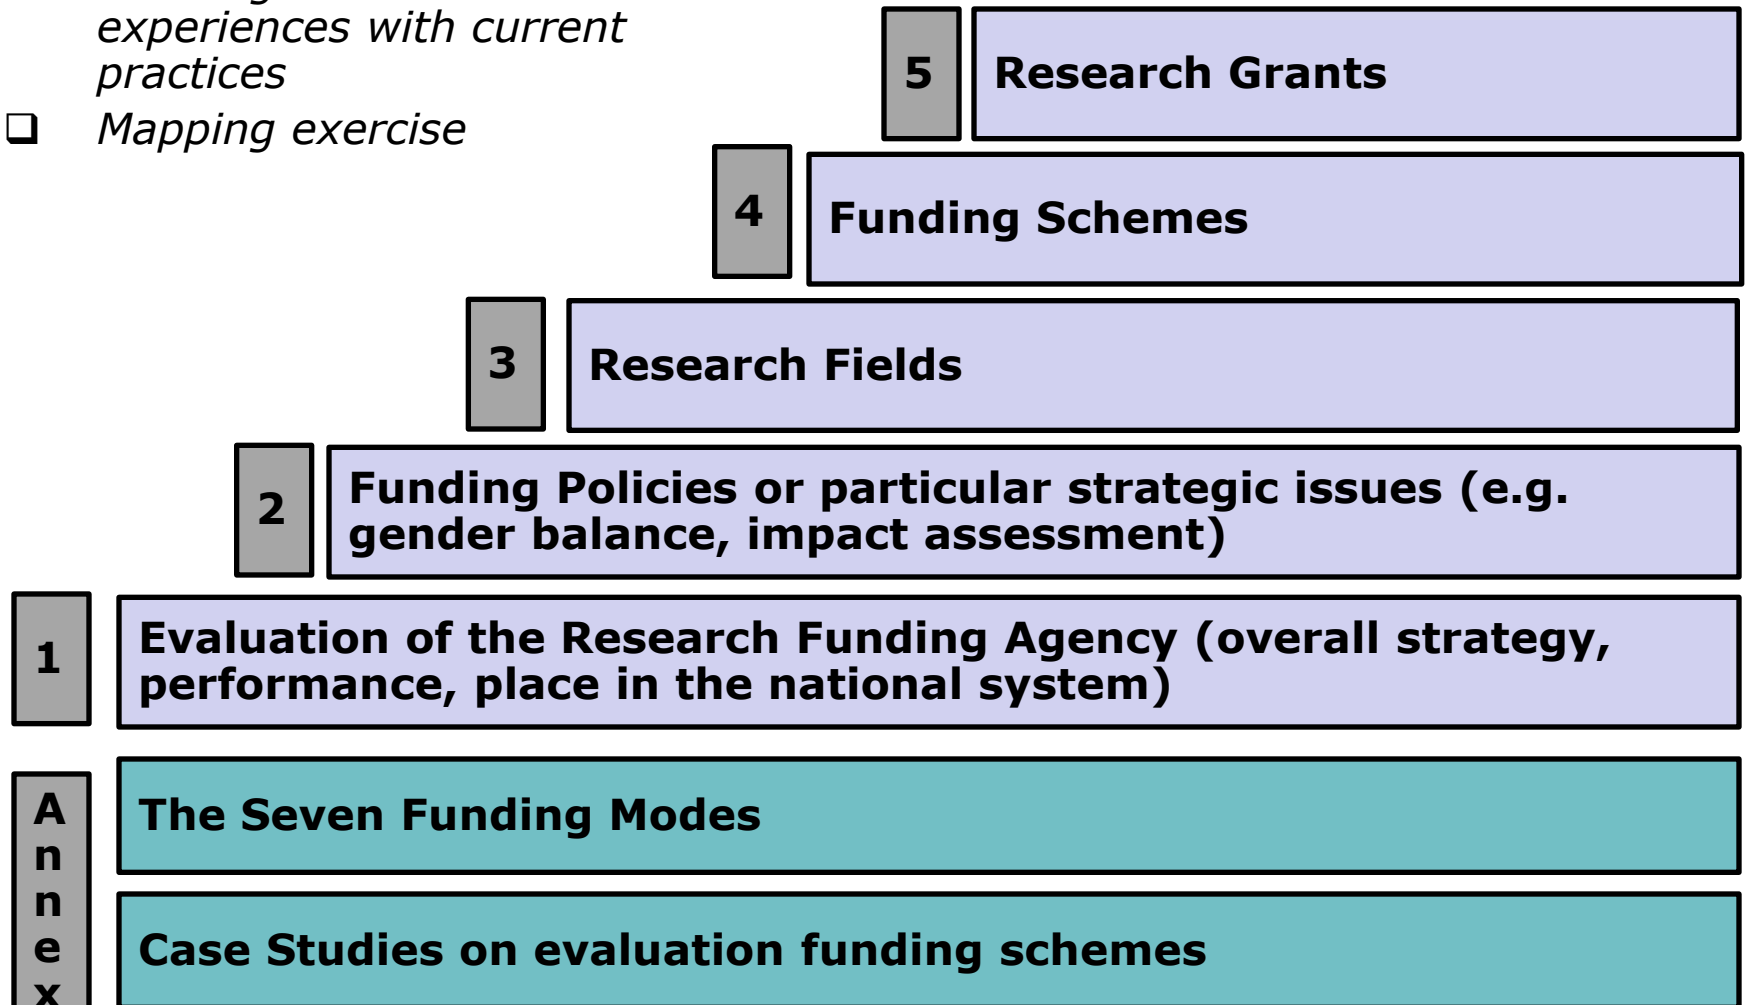 experiences with current
practices
❑ Mapping exercise
5 Research Grants
4 Funding Schemes
3 Research Fields
2 Funding Policies or particular strategic issues (e.g.
gender balance, impact assessment)
1 Evaluation of the Research Funding Agency (overall strategy,
performance, place in the national system)
Annex
The Seven Funding Modes
Case Studies on evaluation funding schemes